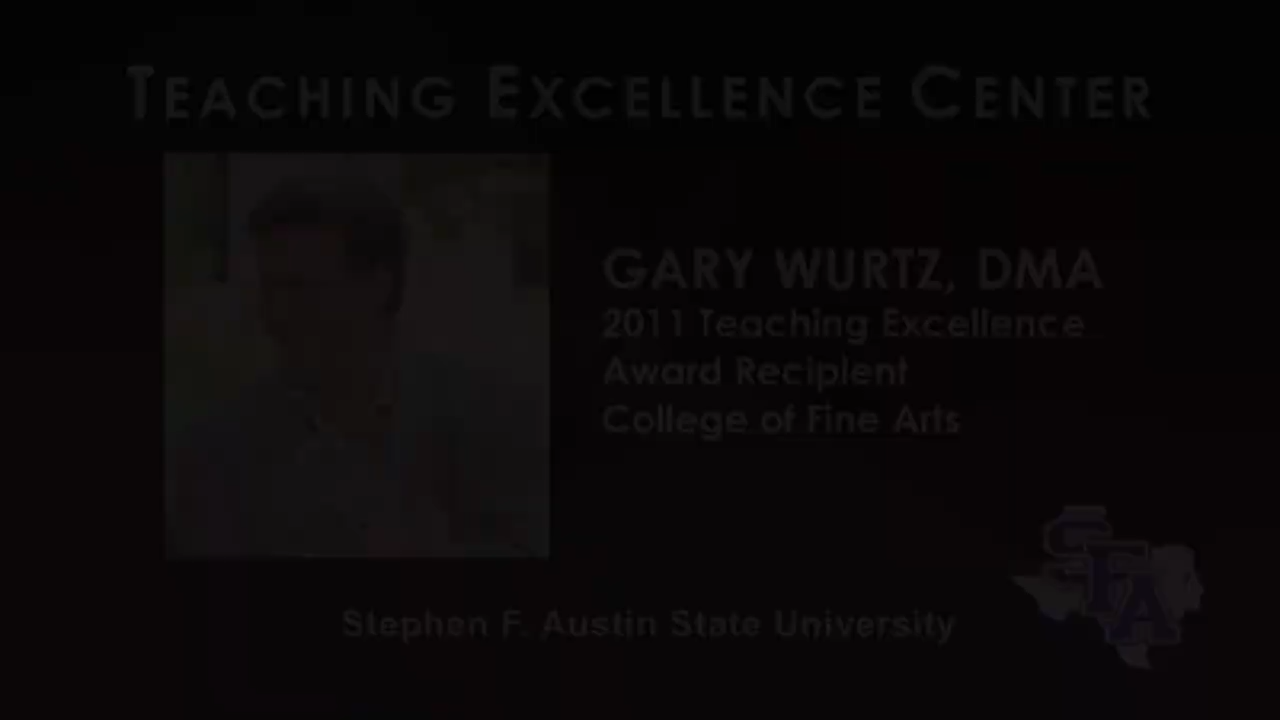 TEACHING EXCELLENCE CENTER
GARY WURTZ, DMA
2011 Teaching Excellence
Award Recipient
College of Fine Arts
SFA
Stephen F. Austin State University